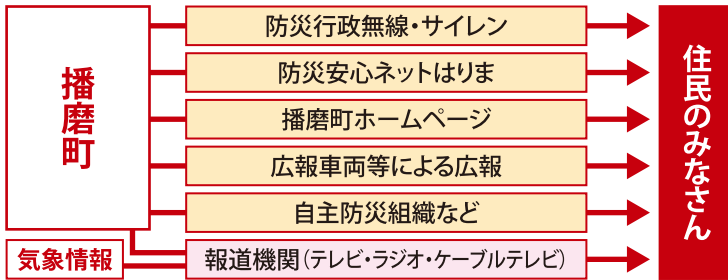 播磨町
防災行政無線・サイレン
防災安心ネットはりま
播磨町ホームページ
広報車両等による広報
自主防災組織など
気象情報
報道機関（テレビ・ラジオ・ケーブルテレビ）
住民のみなさん